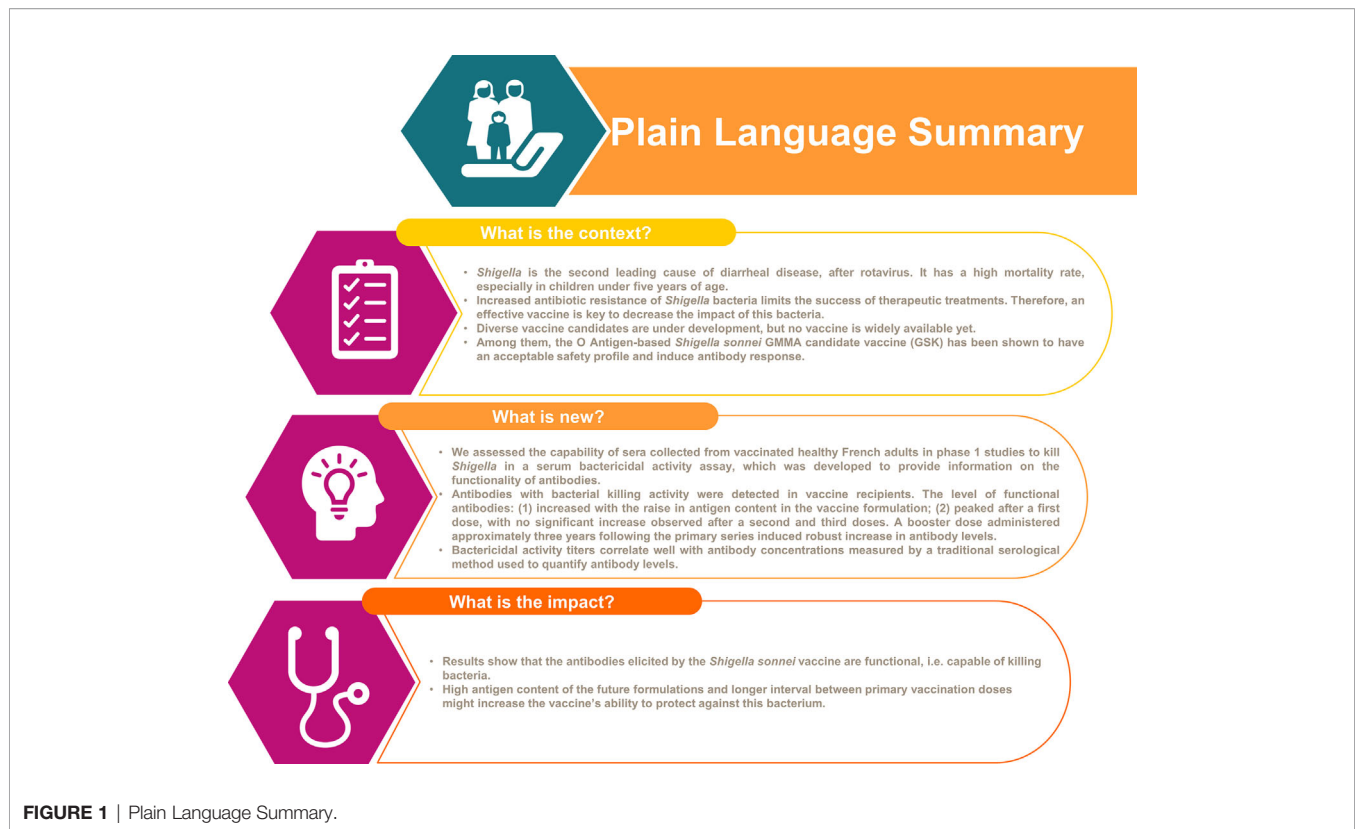 Plain Language Summary
What is the context?
• Shigella is the second leading cause of diarrheal disease, after rotavirus. It has a high mortality rate,
especially in children under five years of age.
• Increased antibiotic resistance of Shigella bacteria limits the success of therapeutic treatments. Therefore, an
effective vaccine is key to decrease the impact of this bacteria.
• Diverse vaccine candidates are under development, but no vaccine is widely available yet.
• Among them, the O Antigen-based Shigella sonnei GMMA candidate vaccine (GSK) has been shown to have
an acceptable safety profile and induce antibody response.
What is new?
• We assessed the capability of sera collected from vaccinated healthy French adults in phase 1 studies to kill
Shigella in a serum bactericidal activity assay, which was developed to provide information on the
functionality of antibodies.
• Antibodies with bacterial killing activity were detected in vaccine recipients. The level of functional
antibodies: (1) increased with the raise in antigen content in the vaccine formulation; (2) peaked after a first
dose, with no significant increase observed after a second and third doses. A booster dose administered
approximately three years following the primary series induced robust increase in antibody levels.
• Bactericidal activity titers correlate well with antibody concentrations measured by a traditional serological
method used to quantify antibody levels.
What is the impact?
• Results show that the antibodies elicited by the Shigella sonnei vaccine are functional, i.e. capable of killing
bacteria.
• High antigen content of the future formulations and longer interval between primary vaccination doses
might increase the vaccine's ability to protect against this bacterium.
FIGURE 1 | Plain Language Summary.